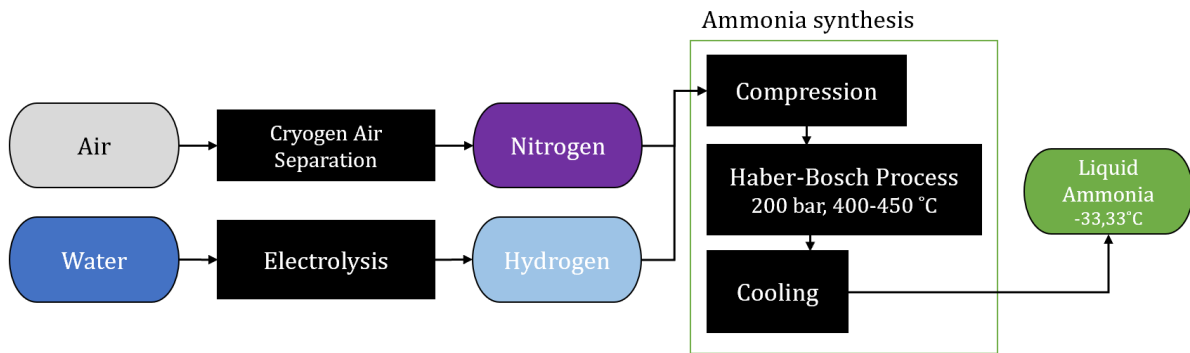 Ammonia synthesis
Air
Cryogen Air
Separation
Nitrogen
Compression
Haber-Bosch Process
200 bar, 400-450 °C
Liquid
Ammonia
-33,33°C
Water
Electrolysis
Hydrogen
Cooling